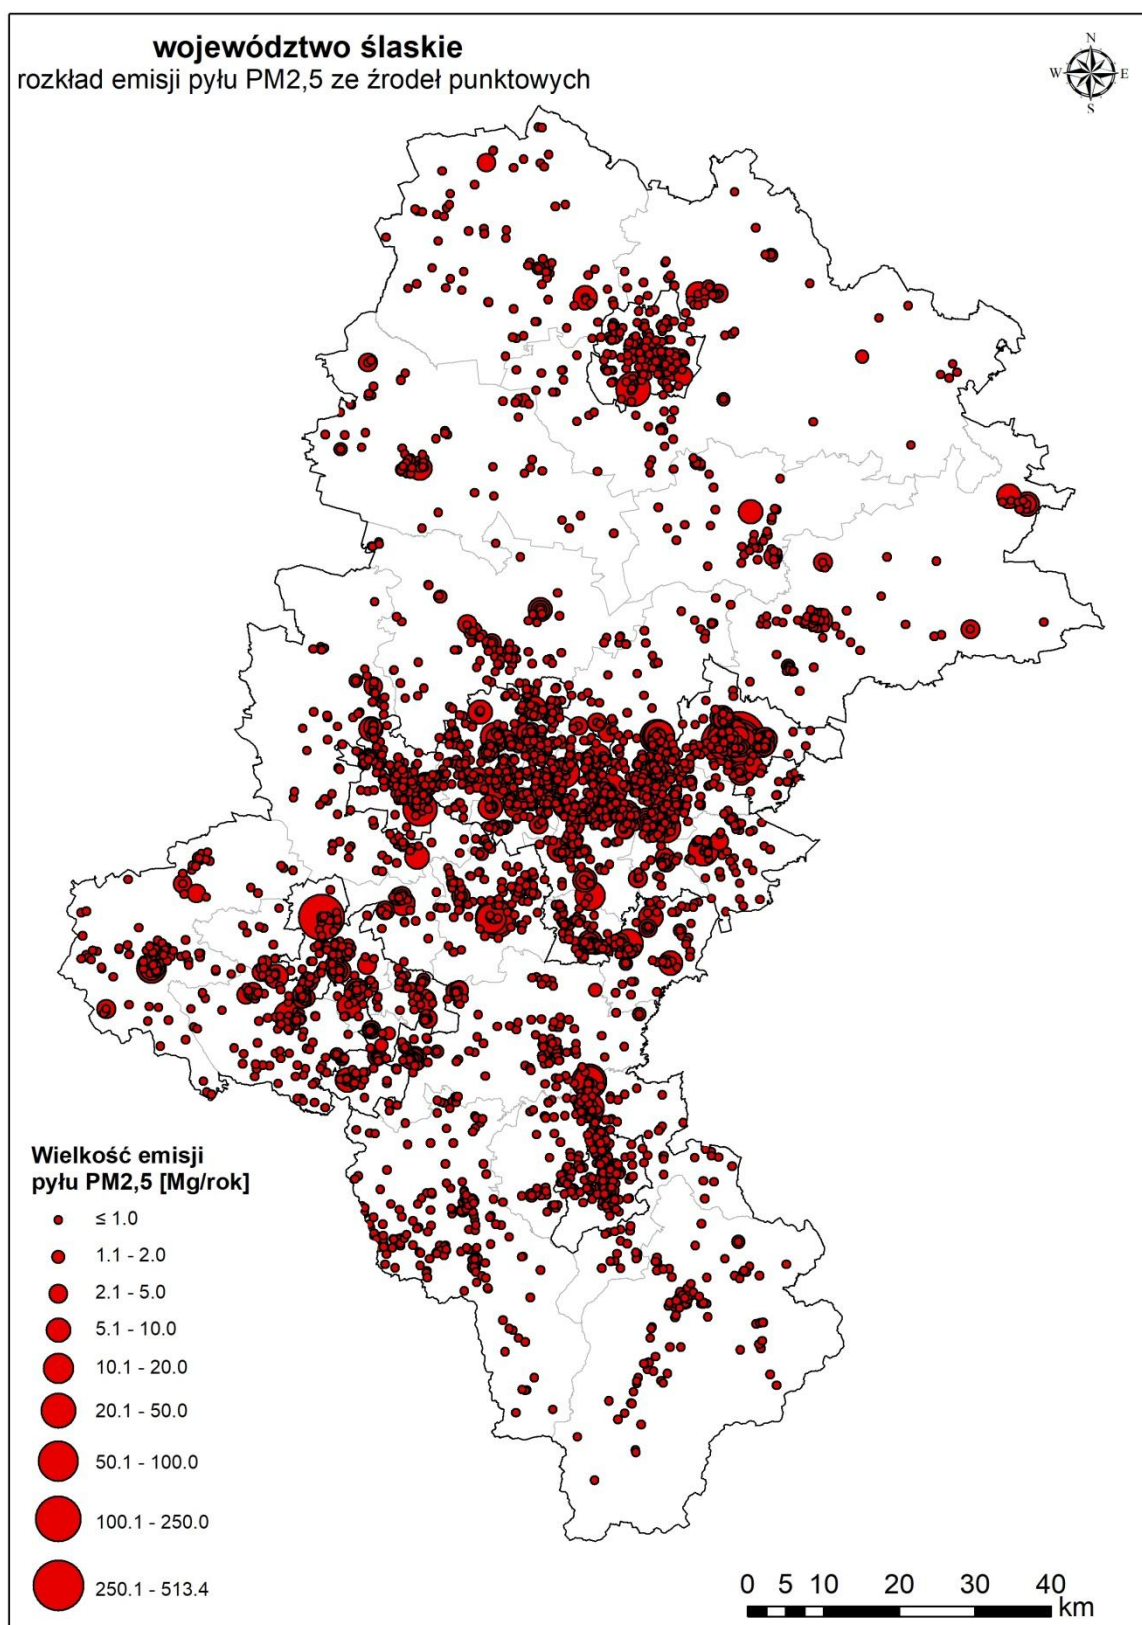 województwo ślaskie
rozkład emisji pyłu PM2,5 ze źrodeł punktowych
N
W E
S
Wielkość emisji
pyłu PM2,5 [Mg/rok]
≤ 1.0
1.1 - 2.0
2.1 - 5.0
5.1 - 10.0
10.1 - 20.0
20.1 - 50.0
50.1 - 100.0
100.1 - 250.0
250.1 - 513.4
0 5 10 20 30 40
km